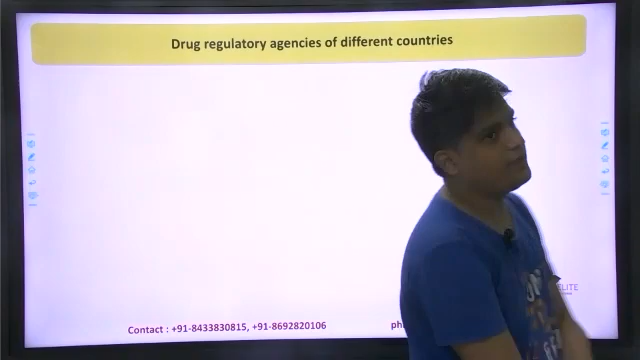 Drug regulatory agencies of different countries
Contact : +91-8433830815, +91-8692820106